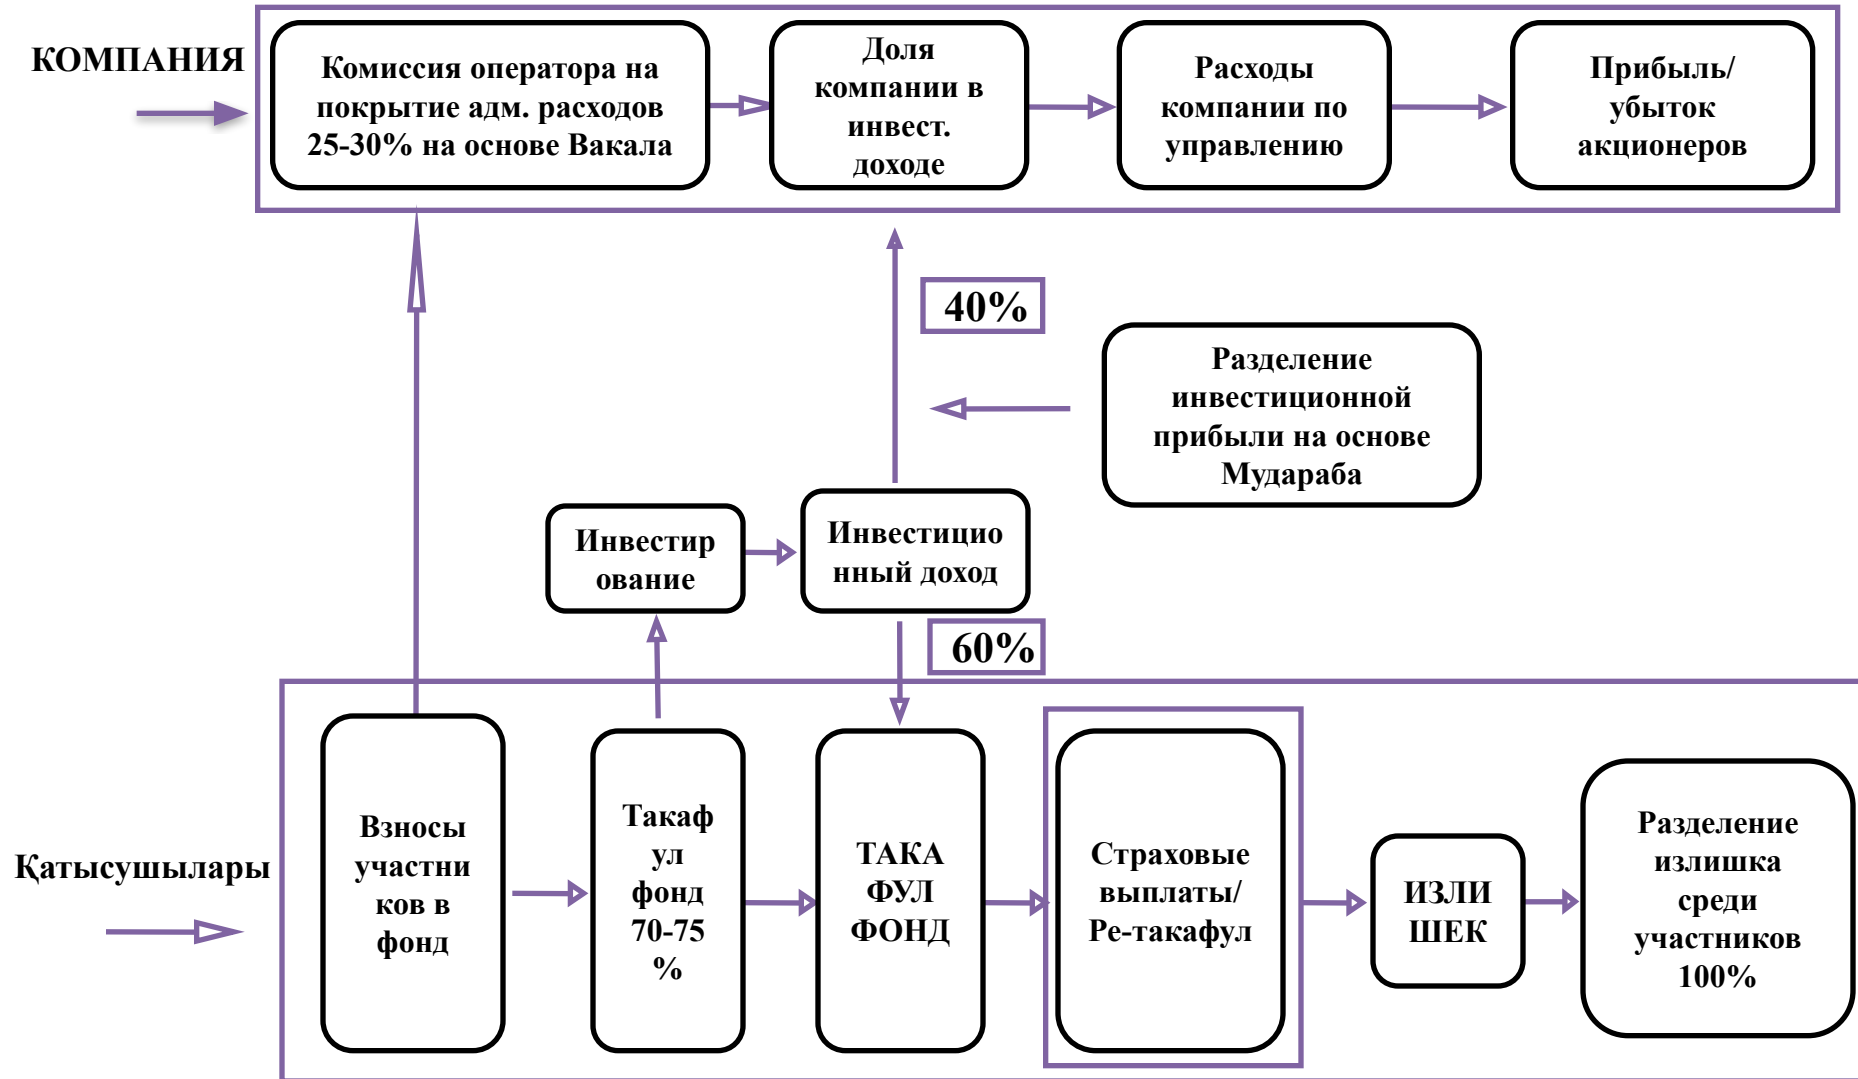 КОМПАНИЯ
Комиссия оператора на
покрытие адм. расходов
25-30% на основе Вакала
Доля
компании в
инвест.
доходе
Расходы
компании по
управлению
Прибыль/
убыток
акционеров
40%
Разделение
инвестиционной
прибыли на основе
Мудараба
Инвестир
ование
Инвестицио
нный доход
60%
Қатысушылары
Взносы
участни
ков в
фонд
Такаф
ул
фонд
70-75
%
ТАКА
ФУЛ
ФОНД
Страховые
выплаты/
Ре-такафул
ИЗЛИ
ШЕК
Разделение
излишка
среди
участников
100%